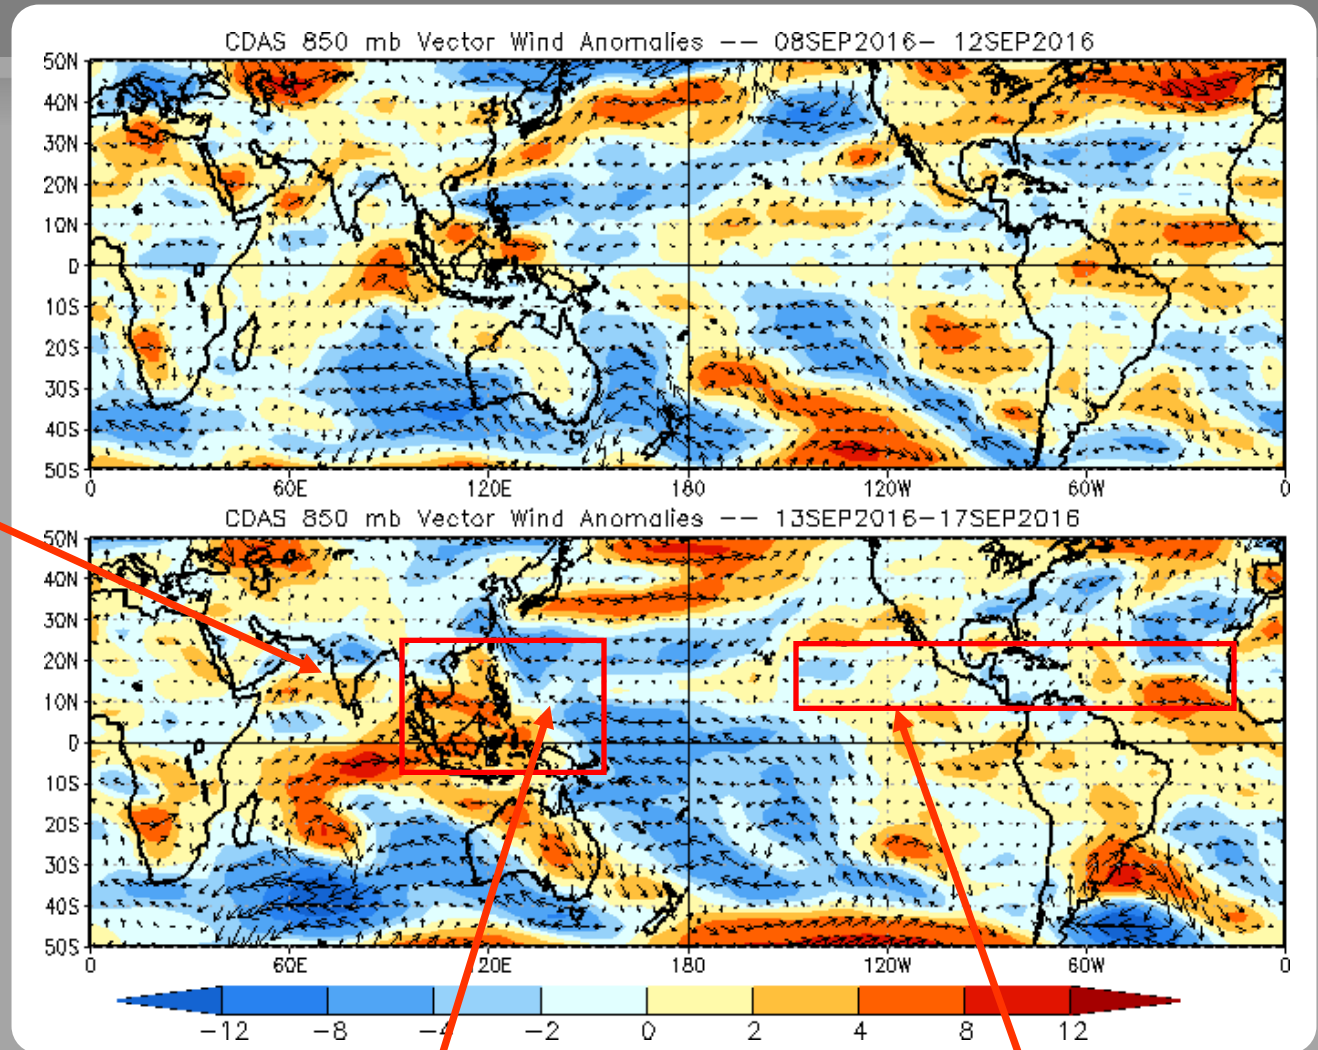 CDAS 850 mb Vector Wind Anomalies -- 08SEP2016- 12SEP2016
50N
40N
30N
20N
10N
0
10S
20S
30S
40S
50S
0 60E 120E 180 120W 60W 0
CDAS 850 mb Vector Wind Anomalies -- 13SEP2016-17SEP2016
50N
40N
30N
20N
10N
0
10S
20S
30S
40S
50S
0 60E 120E 180 120W 60W 0
-12 -8 -4 -2 0 2 4 8 12